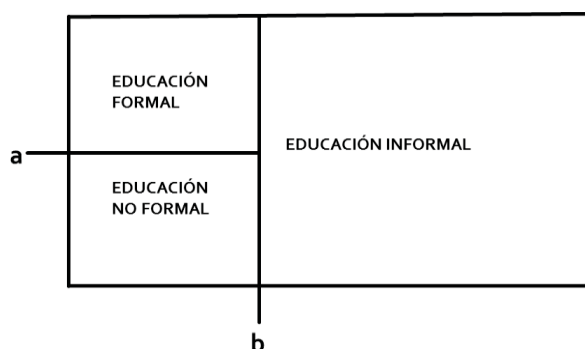 EDUCACIÓN
FORMAL
EDUCACIÓN INFORMAL
a
EDUCACIÓN
NO FORMAL
b